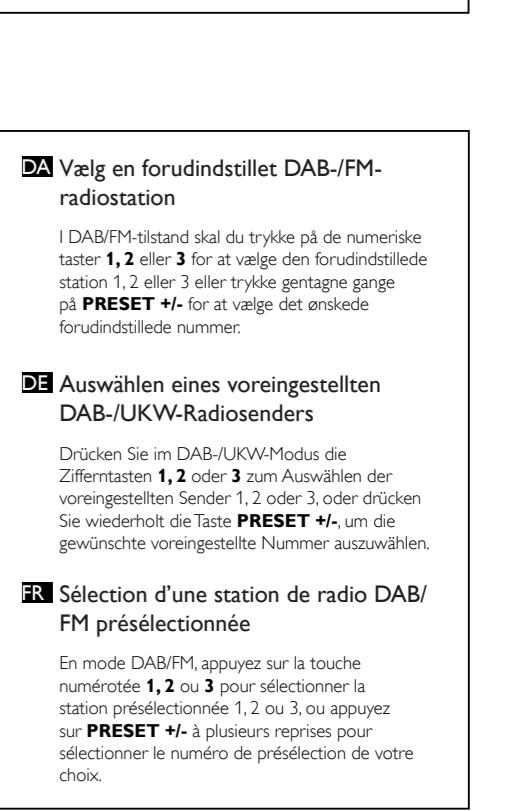 DA Vælg en forudindstillet DAB-/FM-
radiostation
I DAB/FM-tilstand skal du trykke på de numeriske
taster 1, 2 eller 3 for at vælge den forudindstillede
station 1, 2 eller 3 eller trykke gentagne gange
på PRESET +/- for at vælge det ønskede
forudindstillede nummer.
DE Auswählen eines voreingestellten
DAB-/UKW-Radiosenders
Drücken Sie im DAB-/UKW-Modus die
Zifferntasten 1, 2 oder 3 zum Auswählen der
voreingestellten Sender 1, 2 oder 3, oder drücken
Sie wiederholt die Taste PRESET +/-, um die
gewünschte voreingestellte Nummer auszuwählen.
FR Sélection d’une station de radio DAB/
FM présélectionnée
En mode DAB/FM, appuyez sur la touche
numérotée 1, 2 ou 3 pour sélectionner la
station présélectionnée 1, 2 ou 3, ou appuyez
sur PRESET +/- à plusieurs reprises pour
sélectionner le numéro de présélection de votre
choix.